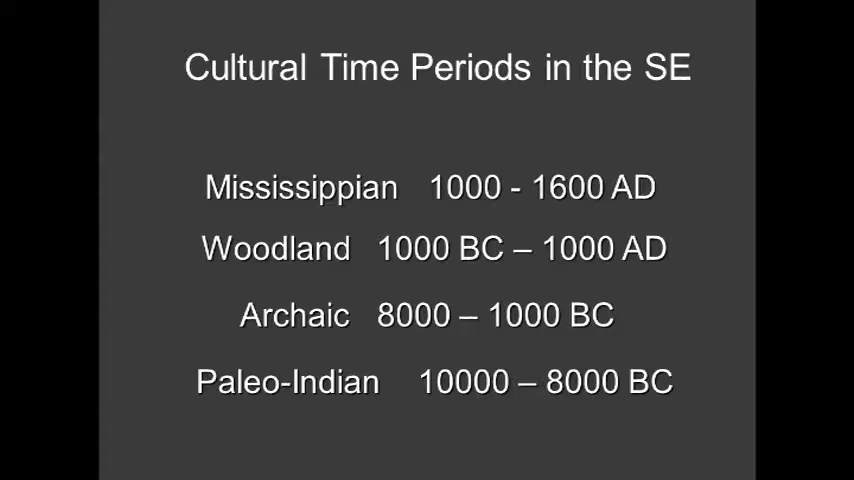 Cultural Time Periods in the SE
Mississippian 1000 - 1600 AD
Woodland 1000 BC – 1000 AD
Archaic 8000 – 1000 BC
Paleo-Indian 10000 – 8000 BC